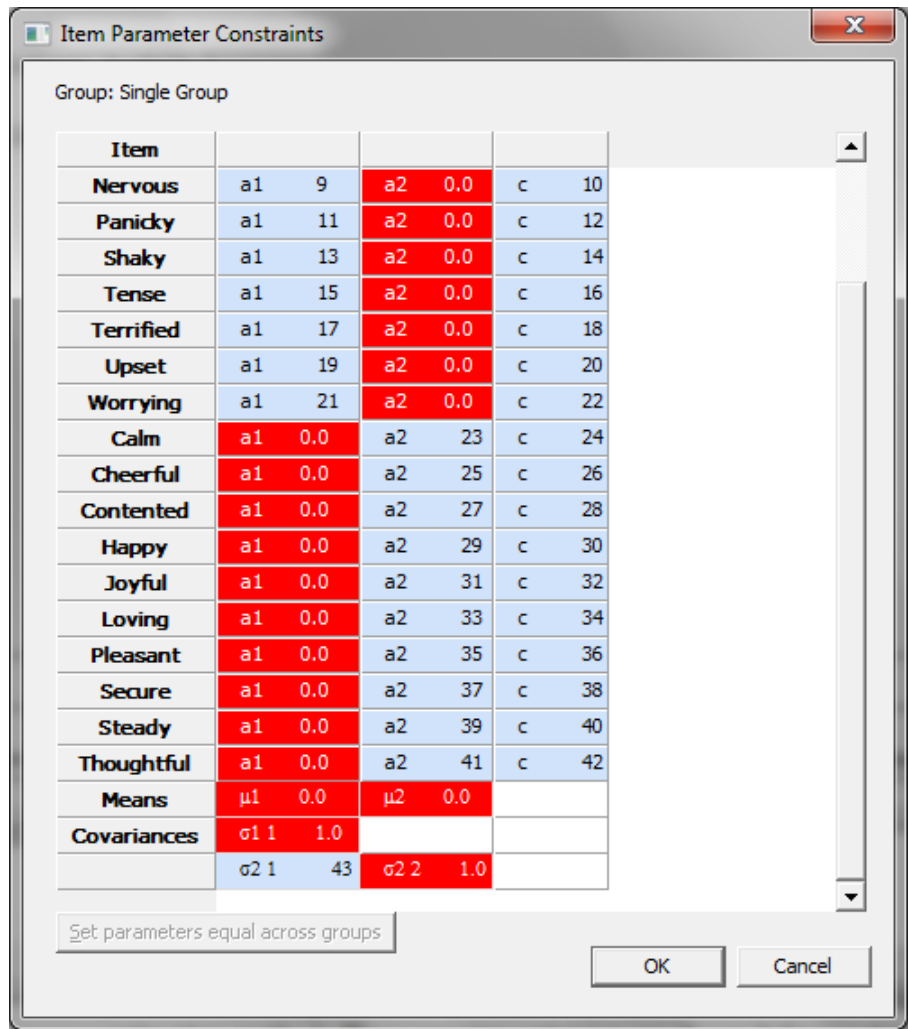 Item Parameter Constraints
Group: Single Group
Item
Nervous a1 9 a2 0.0 c 10
Panicky a1 11 a2 0.0 c 12
Shaky a1 13 a2 0.0 c 14
Tense a1 15 a2 0.0 c 16
Terrified a1 17 a2 0.0 c 18
Upset a1 19 a2 0.0 c 20
Worrying a1 21 a2 0.0 c 22
Calm a1 0.0 a2 23 c 24
Cheerful a1 0.0 a2 25 c 26
Contented a1 0.0 a2 27 c 28
Happy a1 0.0 a2 29 c 30
Joyful a1 0.0 a2 31 c 32
Loving a1 0.0 a2 33 c 34
Pleasant a1 0.0 a2 35 c 36
Secure a1 0.0 a2 37 c 38
Steady a1 0.0 a2 39 c 40
Thoughtful a1 0.0 a2 41 c 42
Means μ1 0.0 μ2 0.0
Covariances σ1 1 1.0
σ2 1 43 σ2 2 1.0
Set parameters equal across groups
OK Cancel